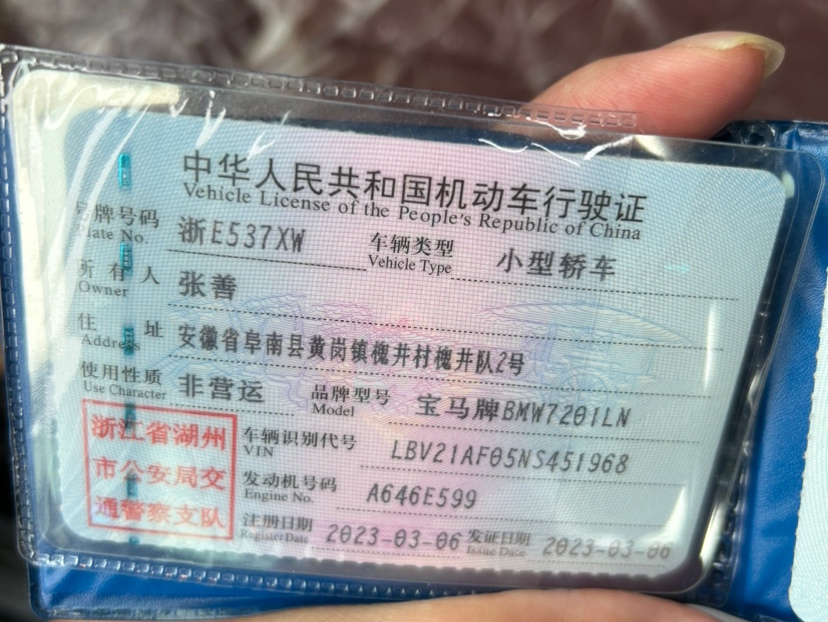 中华人民共和国机动车行驶证
Vehicle License of the People's Republic of China
号牌号码 浙E537XW 车辆类型 小型轿车
Plate No. Vehicle Type
所有人 张善
Owner
住址 安徽省阜南县黄岗镇槐井村槐井队2号
Address
使用性质 非营运 品牌型号 宝马牌BMW7201LN
Use Character Model
浙江省湖州
市公安局交
通警察支队
车辆识别代号 LBV21AF05NS451968
VIN
发动机号码 A646E599
Engine No.
注册日期 2023-03-06 发证日期 2023-03-06
Register Date Issue Date